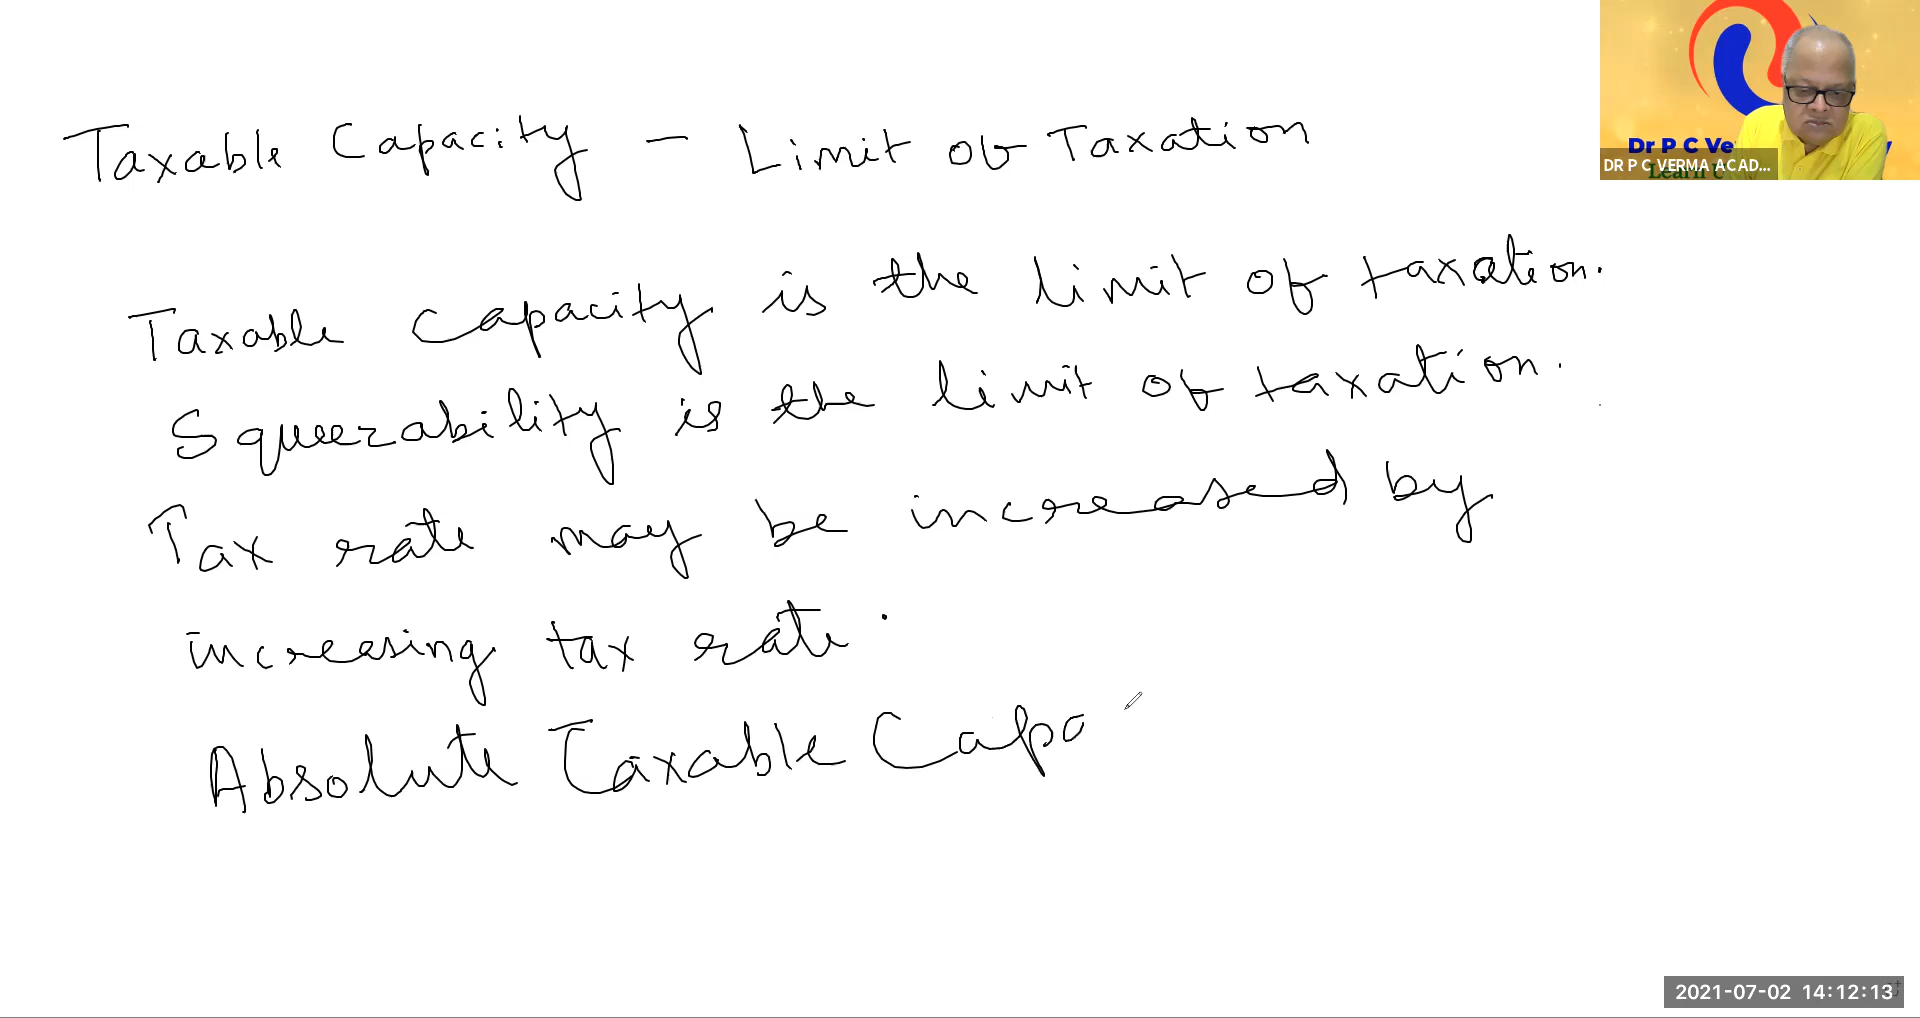 Taxable Capacity - Limit of Taxation
Taxable Capacity is the limit of taxation.
Squeezability is the limit of taxation.
Tax rate may be increased by
increasing tax rate.
Absolute Taxable Capa
Dr P C Ve
DR P C VERMA ACAD...
Learn
2021-07-02 14:12:13